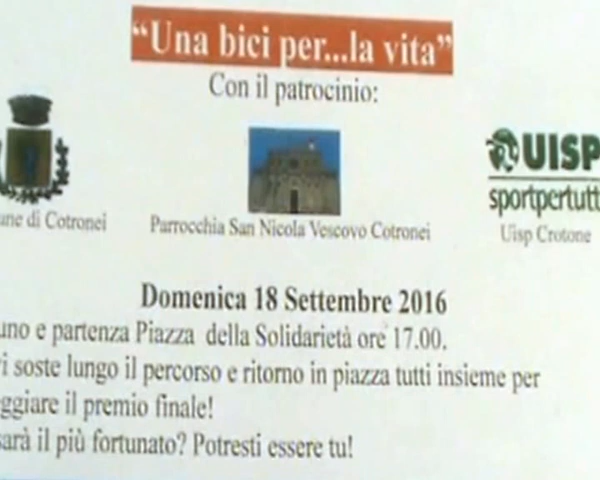 “Una bici per...la vita”
Con il patrocinio:
UISP
sportpertutt
une di Cotronei
Parrocchia San Nicola Vescovo Cotronei
Uisp Crotone
Domenica 18 Settembre 2016
uno e partenza Piazza della Solidarietà ore 17.00.
i soste lungo il percorso e ritorno in piazza tutti insieme per
ggiare il premio finale!
sarà il più fortunato? Potresti essere tu!